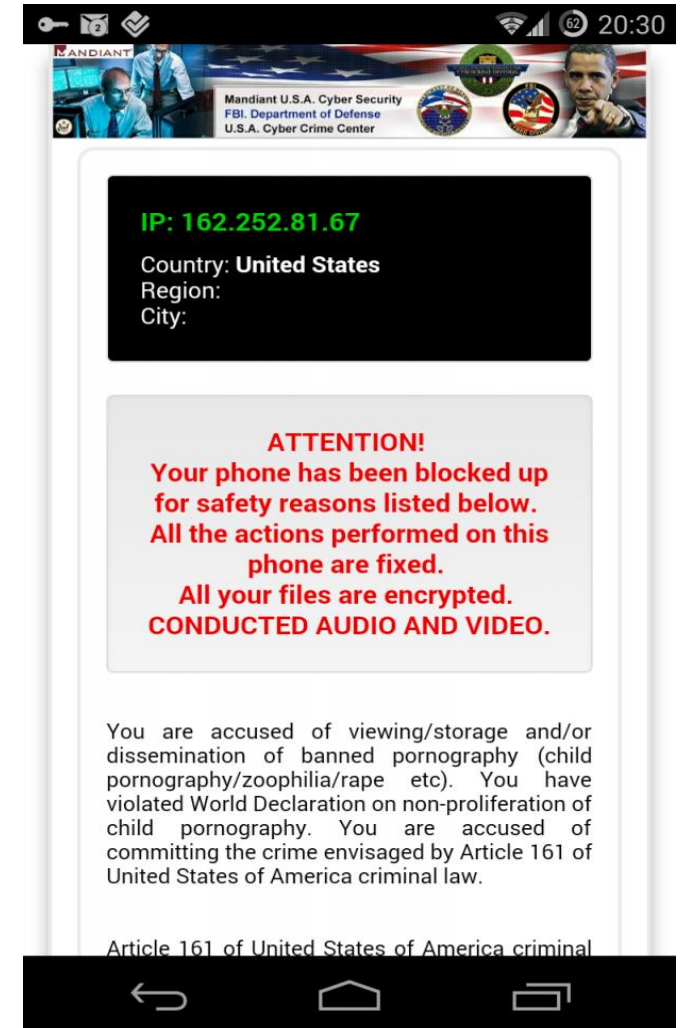 2
62
20:30
MANDIANT
Mandiant U.S.A. Cyber Security
FBI. Department of Defense
U.S.A. Cyber Crime Center
IP: 162.252.81.67
Country: United States
Region:
City:
ATTENTION!
Your phone has been blocked up
for safety reasons listed below.
All the actions performed on this
phone are fixed.
All your files are encrypted.
CONDUCTED AUDIO AND VIDEO.
You are accused of viewing/storage and/or
dissemination of banned pornography (child
pornography/zoophilia/rape etc). You have
violated World Declaration on non-proliferation of
child pornography. You are accused of
committing the crime envisaged by Article 161 of
United States of America criminal law.
Article 161 of United States of America criminal